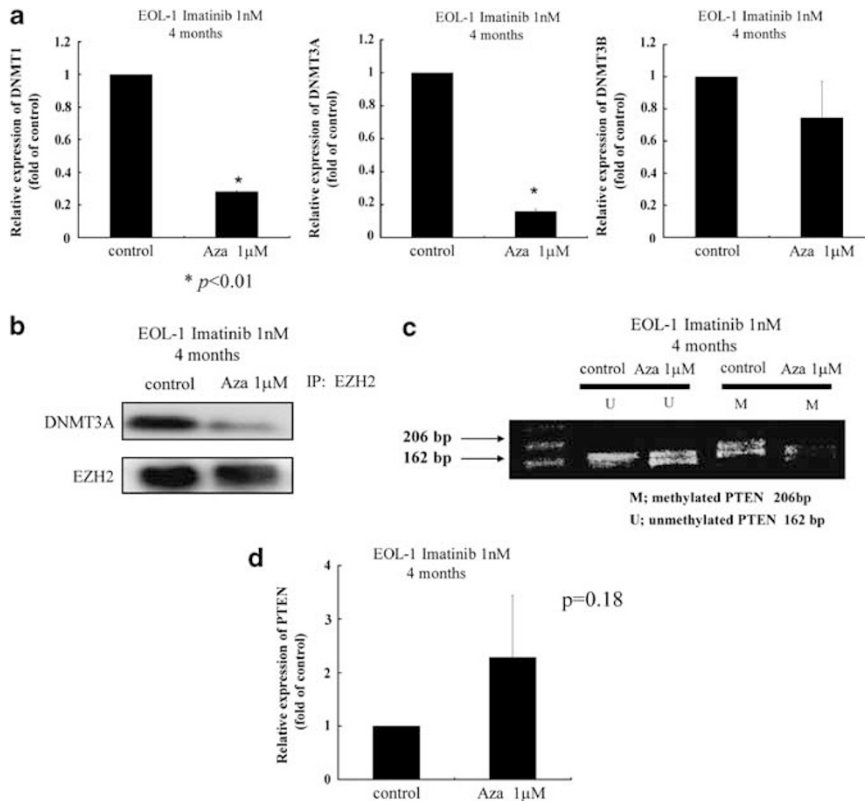 a
EOL-1 Imatinib 1nM
4 months
Relative expression of DNMT1
(fold of control)
1.2
1
0.8
0.6
0.4
0.2
0
*
control
Aza 1µM
* p<0.01
EOL-1 Imatinib 1nM
4 months
Relative expression of DNMT3A
(fold of control)
1.2
1
0.8
0.6
0.4
0.2
0
*
control
Aza 1µM
EOL-1 Imatinib 1nM
4 months
Relative expression of DNMT3B
(fold of control)
1.2
1
0.8
0.6
0.4
0.2
0
control
Aza 1µM
b
EOL-1 Imatinib 1nM
4 months
control Aza 1µM IP: EZH2
DNMT3A
EZH2
c
EOL-1 Imatinib 1nM
4 months
control Aza 1µM control Aza 1µM
U U M M
206 bp
162 bp
M; methylated PTEN 206bp
U; unmethylated PTEN 162 bp
d
EOL-1 Imatinib 1nM
4 months
Relative expression of PTEN
(fold of control)
4
3
2
1
0
p=0.18
control
Aza 1µM